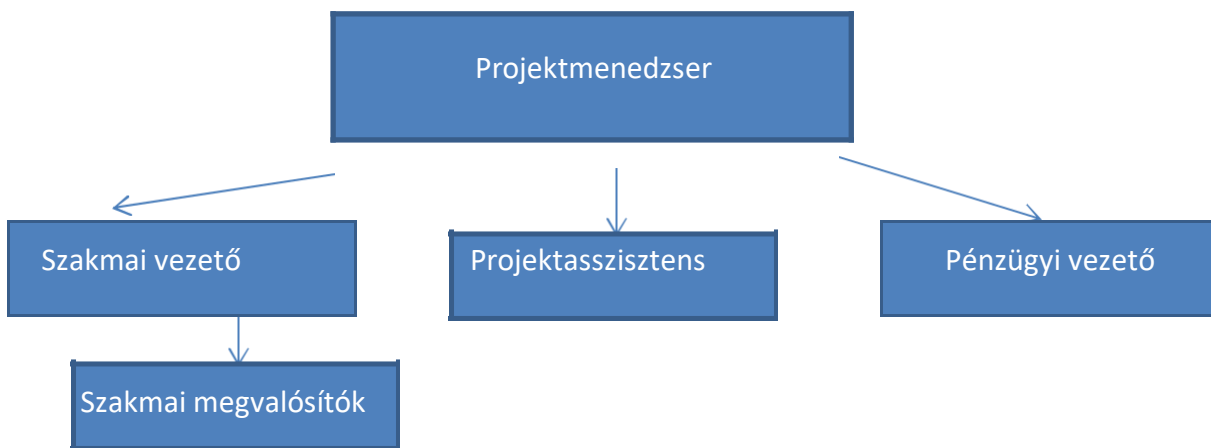 Projektmenedzser
Szakmai vezető
Projektasszisztens
Pénzügyi vezető
Szakmai megvalósítók